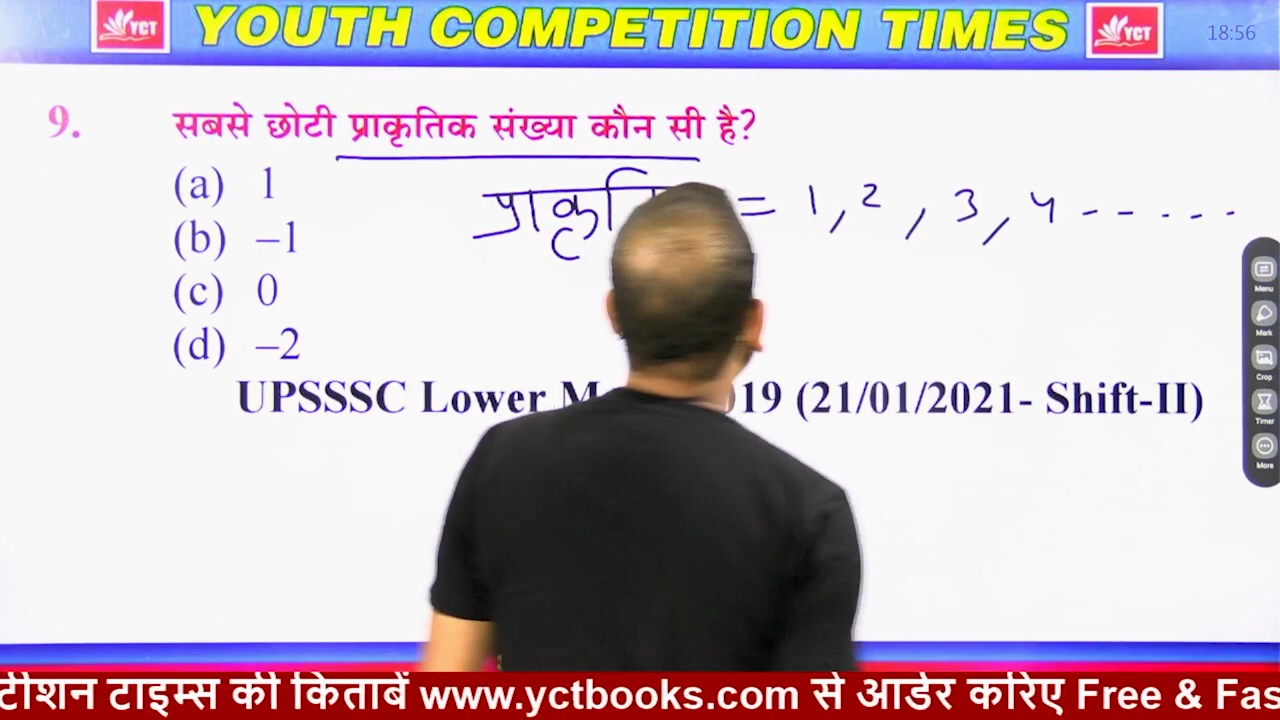 YCT YOUTH COMPETITION TIMES YCT 18:56
9. सबसे छोटी प्राकृतिक संख्या कौन सी है?
(a) 1
प्राकृ = 1, 2, 3, 4 - - - - - -
(b) –1
(c) 0
(d) –2
UPSSSC Lower 19 (21/01/2021- Shift-II)
Menu
Mark
Crop
Timer
More
टीशन टाइम्स की किताबें www.yctbooks.com से आर्डर करिए Free & Fas